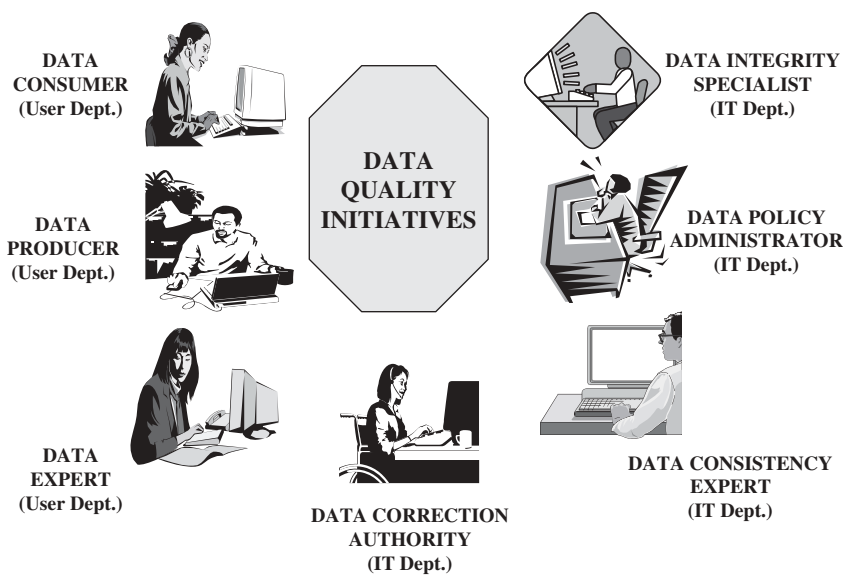 DATA
CONSUMER
(User Dept.)
DATA INTEGRITY
SPECIALIST
(IT Dept.)
DATA
QUALITY
INITIATIVES
DATA
PRODUCER
(User Dept.)
DATA POLICY
ADMINISTRATOR
(IT Dept.)
DATA
EXPERT
(User Dept.)
DATA CORRECTION
AUTHORITY
(IT Dept.)
DATA CONSISTENCY
EXPERT
(IT Dept.)